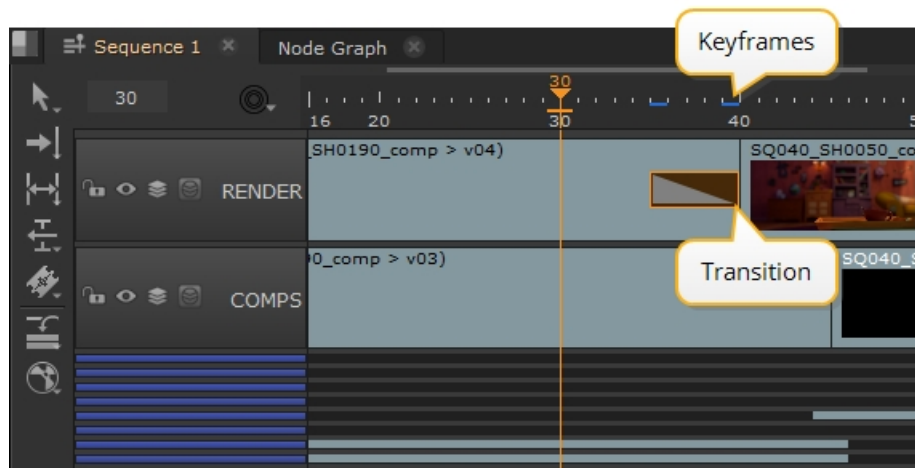 Sequence 1
Node Graph
Keyframes
30
30
16 20 30 40
_SH0190_comp > v04)
SQ040_SH0050_co
RENDER
Transition
0_comp > v03)
SQ040_S
COMPS